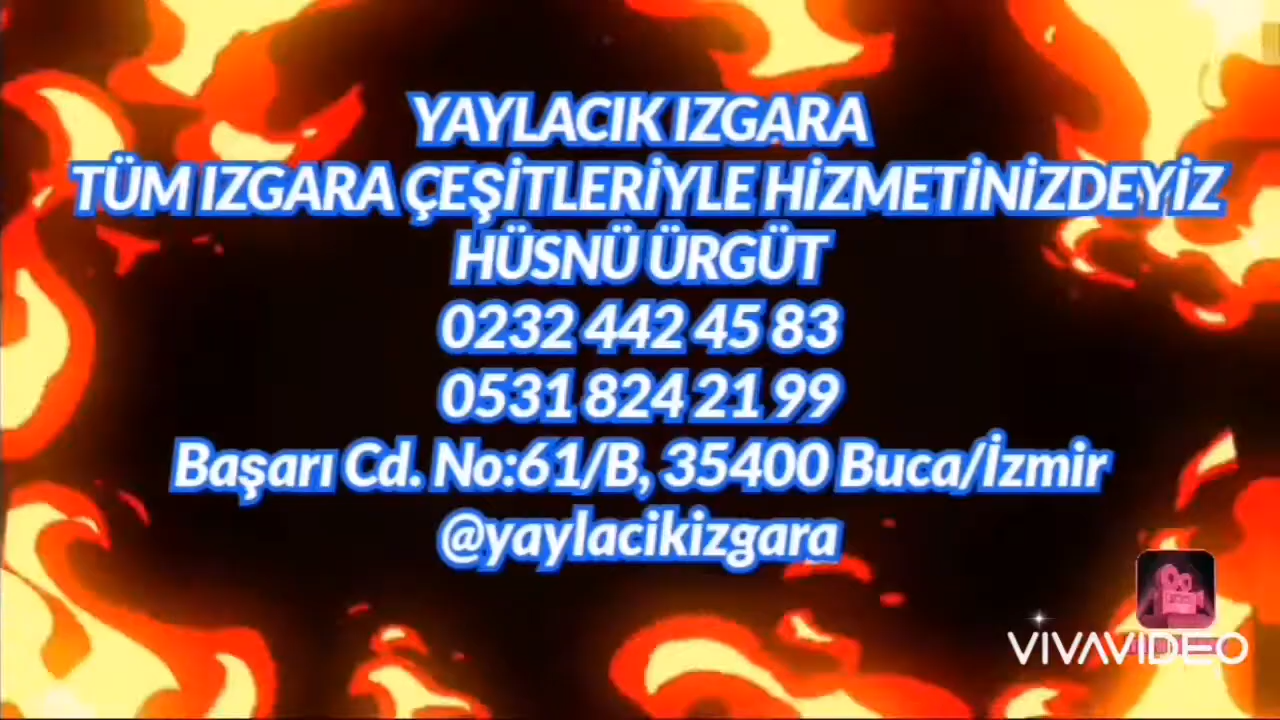 YAYLACIK IZGARA
TÜM IZGARA ÇEŞİTLERİYLE HİZMETİNİZDEYİZ
HÜSNÜ ÜRGÜT
0232 442 45 83
0531 824 21 99
Başarı Cd. No:61/B, 35400 Buca/İzmir
@yaylacikizgara
VIVAVIDEO